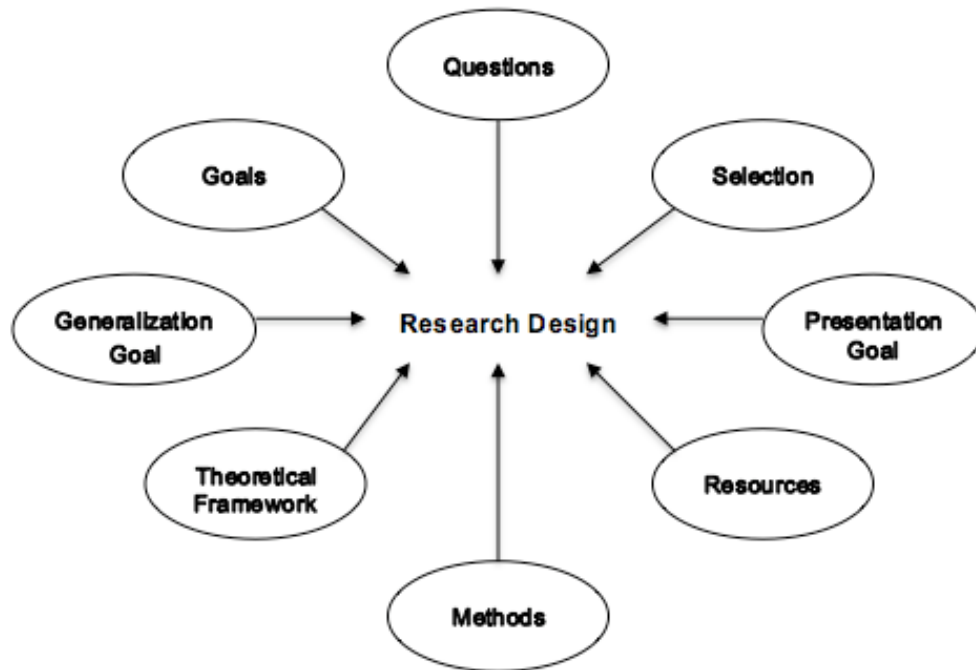 Questions
Goals
Selection
Generalization
Goal
Research Design
Presentation
Goal
Theoretical
Framework
Resources
Methods